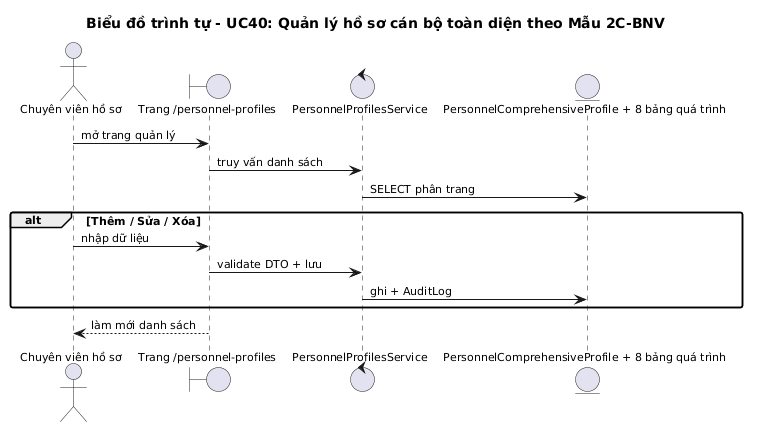 Biểu đồ trình tự - UC40: Quản lý hồ sơ cán bộ toàn diện theo Mẫu 2C-BNV
Chuyên viên hồ sơ
Trang /personnel-profiles
PersonnelProfilesService
PersonnelComprehensiveProfile + 8 bảng quá trình
mở trang quản lý
truy vấn danh sách
SELECT phân trang
alt
[Thêm / Sửa / Xóa]
nhập dữ liệu
validate DTO + lưu
ghi + AuditLog
làm mới danh sách
Chuyên viên hồ sơ
Trang /personnel-profiles
PersonnelProfilesService
PersonnelComprehensiveProfile + 8 bảng quá trình